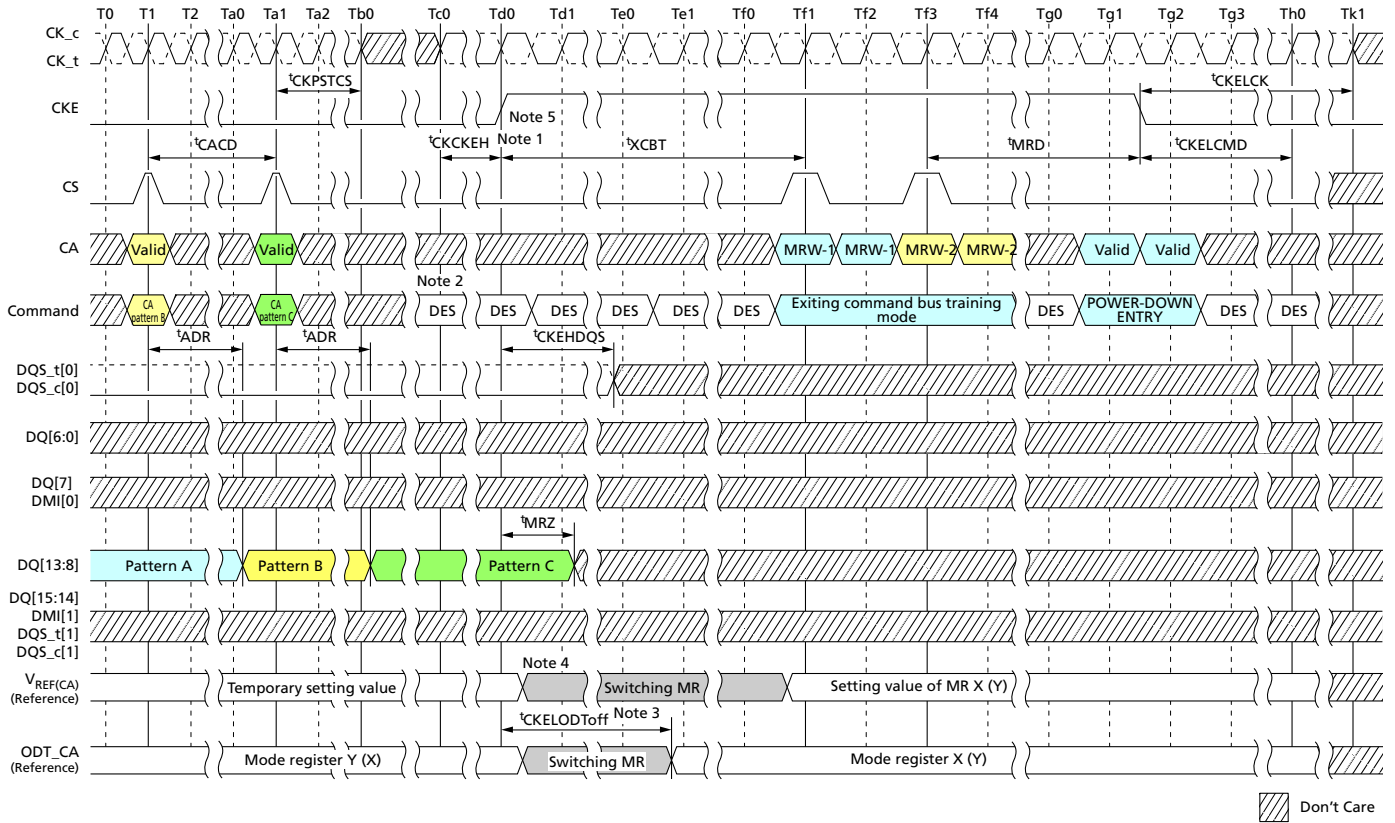 T0 T1 T2 Ta0 Ta1 Ta2 Tb0 Tc0 Td0 Td1 Te0 Te1 Tf0 Tf1 Tf2 Tf3 Tf4 Tg0 Tg1 Tg2 Tg3 Th0 Tk1
CK_c
CK_t
tCKPSTCS
tCKELCK
CKE
Note 5
tCACD
tCKCKEH
Note 1
tXCBT
tMRD
tCKELCMD
CS
CA
Valid Valid MRW-1 MRW-1 MRW-2 MRW-2 Valid Valid
Note 2
Command
CA pattern B
CA pattern C
DES DES DES DES DES DES
Exiting command bus training mode
DES
POWER-DOWN ENTRY
DES DES
tADR tADR tCKEHDQS
DQS_t[0]
DQS_c[0]
DQ[6:0]
DQ[7]
DMI[0]
tMRZ
DQ[13:8]
Pattern A Pattern B Pattern C
DQ[15:14]
DMI[1]
DQS_t[1]
DQS_c[1]
Note 4
VREF(CA)
(Reference)
Temporary setting value Switching MR Setting value of MR X (Y)
tCKELODToff Note 3
ODT_CA
(Reference)
Mode register Y (X) Switching MR Mode register X (Y)
Don't Care